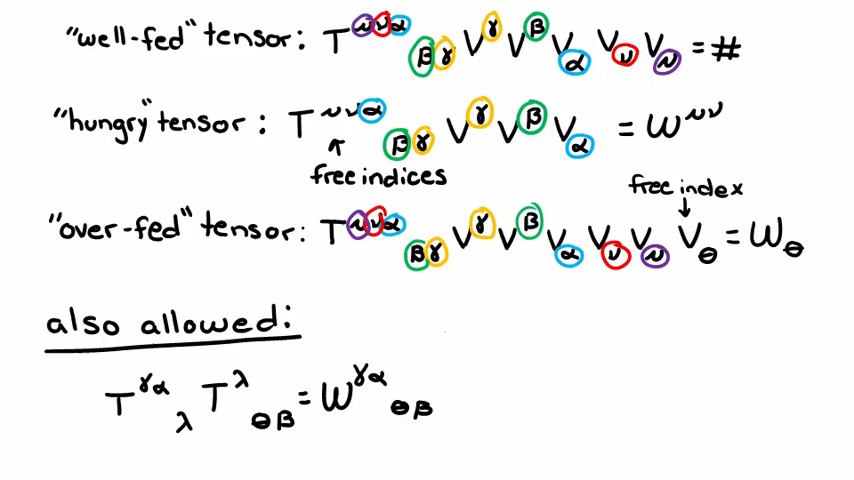 "well-fed" tensor: T^{μνα}_{βγ} V^γ V^β V_α V_ν V_μ = #
"hungry" tensor: T^{μνα}_{βγ} V^γ V^β V_α = W^{μν}
free indices
free index
"over-fed" tensor: T^{μνα}_{βγ} V^γ V^β V_α V_ν V_μ V_θ = W_θ
also allowed:
T^{γα}_λ T^λ_{θβ} = W^{γα}_{θβ}